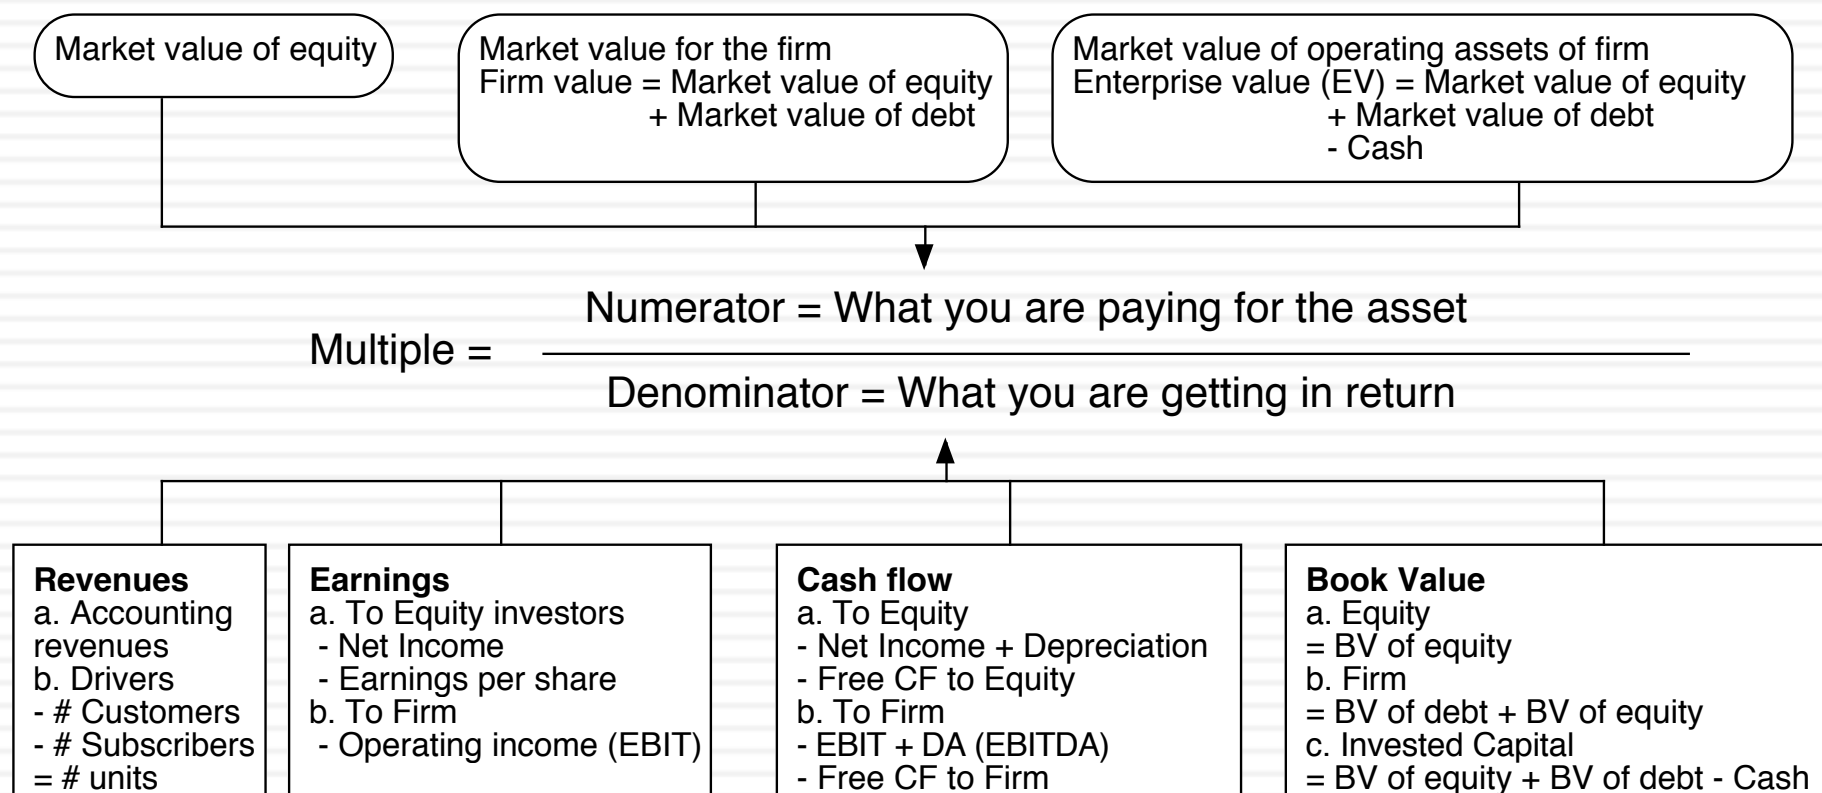 Market value of equity
Market value for the firm
Firm value = Market value of equity
+ Market value of debt
Market value of operating assets of firm
Enterprise value (EV) = Market value of equity
+ Market value of debt
- Cash
Multiple =
Numerator = What you are paying for the asset
Denominator = What you are getting in return
Revenues
a. Accounting
revenues
b. Drivers
- # Customers
- # Subscribers
= # units
Earnings
a. To Equity investors
- Net Income
- Earnings per share
b. To Firm
- Operating income (EBIT)
Cash flow
a. To Equity
- Net Income + Depreciation
- Free CF to Equity
b. To Firm
- EBIT + DA (EBITDA)
- Free CF to Firm
Book Value
a. Equity
= BV of equity
b. Firm
= BV of debt + BV of equity
c. Invested Capital
= BV of equity + BV of debt - Cash